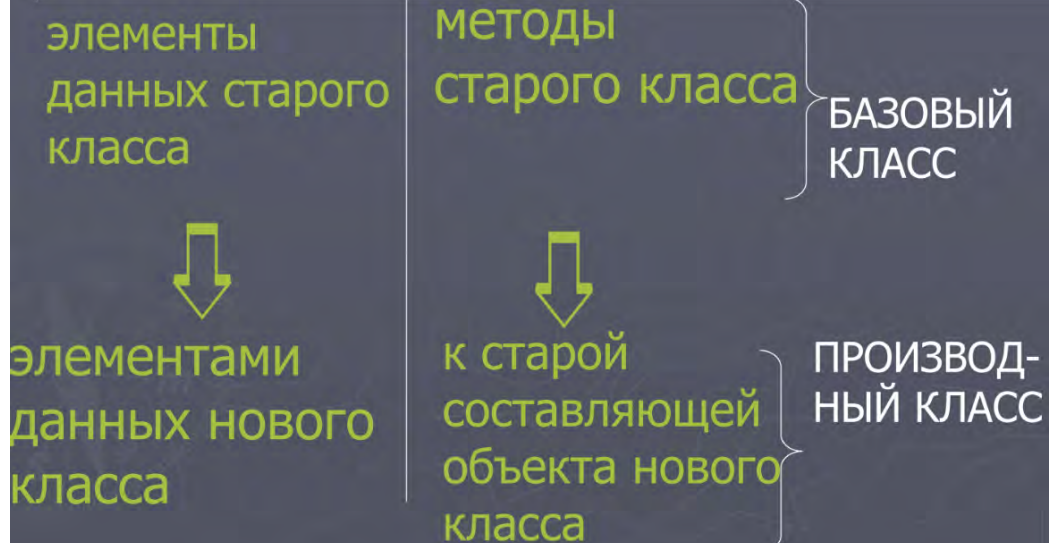 элементы
данных старого
класса
методы
старого класса
БАЗОВЫЙ
КЛАСС
элементами
данных нового
класса
к старой
составляющей
объекта нового
класса
ПРОИЗВОД-
НЫЙ КЛАСС